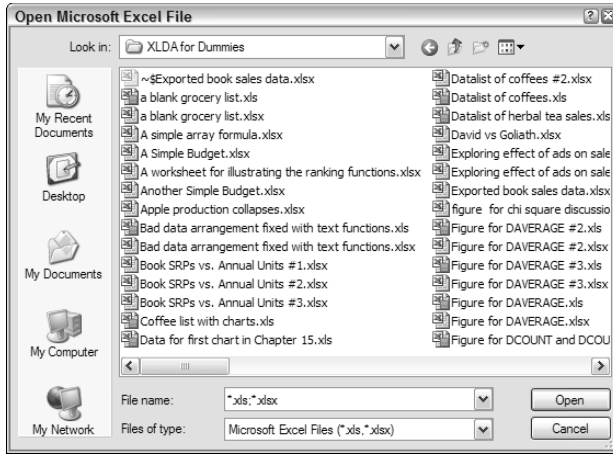 Open Microsoft Excel File
Look in: XLDA for Dummies
My Recent Documents
Desktop
My Documents
My Computer
My Network
~$Exported book sales data.xlsx
a blank grocery list.xls
a blank grocery list.xlsx
A simple array formula.xlsx
A Simple Budget.xlsx
A worksheet for illustrating the ranking functions.xlsx
Another Simple Budget.xlsx
Apple production collapses.xlsx
Bad data arrangement fixed with text functions.xls
Bad data arrangement fixed with text functions.xlsx
Book SRPs vs. Annual Units #1.xlsx
Book SRPs vs. Annual Units #2.xlsx
Book SRPs vs. Annual Units #3.xlsx
Coffee list with charts.xls
Data for first chart in Chapter 15.xls
Datalist of coffees #2.xlsx
Datalist of coffees.xls
Datalist of herbal tea sales.xls
David vs Goliath.xlsx
Exploring effect of ads on sale
Exploring effect of ads on sale
Exported book sales data.xlsx
figure for chi square discussio
Figure for DAVERAGE #2.xls
Figure for DAVERAGE #2.xlsx
Figure for DAVERAGE #3.xls
Figure for DAVERAGE #3.xlsx
Figure for DAVERAGE.xls
Figure for DAVERAGE.xlsx
Figure for DCOUNT and DCOU
File name: *.xls;*.xlsx
Open
Files of type: Microsoft Excel Files (*.xls,*.xlsx)
Cancel